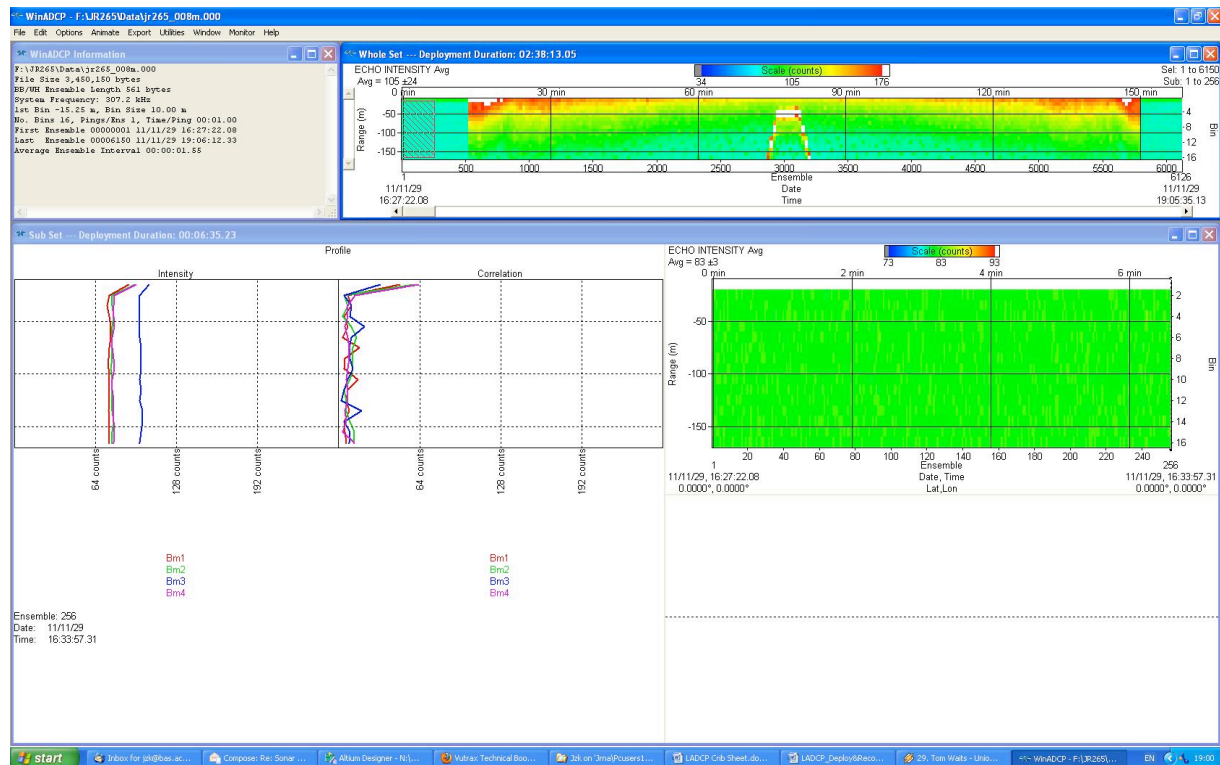 WinADCP - F:\JR265\Data\jr265_008m.000
File Edit Options Animate Export Utilities Window Monitor Help
WinADCP Information
F:\JR265\Data\jr265_008m.000
File Size 3,450,150 bytes
BB/WH Ensemble Length 561 bytes
System Frequency: 307.2 kHz
1st Bin -15.25 m, Bin Size 10.00 m
No. Bins 16, Pings/Ens 1, Time/Ping 00:01.00
First Ensemble 00000001 11/11/29 16:27:22.08
Last Ensemble 00006150 11/11/29 19:06:12.33
Average Ensemble Interval 00:00:01.55
Whole Set --- Deployment Duration: 02:38:13.05
ECHO INTENSITY Avg
Avg = 105 ±24
Scale (counts)
34 105 176
Sel: 1 to 6150
Sub: 1 to 256
0 min 30 min 60 min 90 min 120 min 150 min
Range (m)
-50
-100
-150
-4
-8
-12
-16
Bin
500 1000 1500 2000 2500 3000 3500 4000 4500 5000 5500 6000
1 Ensemble 6126
11/11/29 Date 11/11/29
16:27:22.08 Time 19:05:35.13
Sub Set --- Deployment Duration: 00:06:35.23
Profile
Intensity Correlation
64 counts 128 counts 192 counts 64 counts 128 counts 192 counts
Bm1 Bm1
Bm2 Bm2
Bm3 Bm3
Bm4 Bm4
Ensemble: 256
Date: 11/11/29
Time: 16:33:57.31
ECHO INTENSITY Avg
Avg = 83 ±3
Scale (counts)
73 83 93
0 min 2 min 4 min 6 min
Range (m)
-50
-100
-150
2
4
6
8
10
12
14
16
Bin
20 40 60 80 100 120 140 160 180 200 220 240
1 Ensemble 256
11/11/29, 16:27:22.08 Date, Time 11/11/29, 16:33:57.31
0.0000°, 0.0000° Lat,Lon 0.0000°, 0.0000°
start Inbox for jzk@bas.ac... Compose: Re: Sonar ... Altium Designer - N:\... Vutrax Technical Boo... Jzk on 'Jrna\Pcusers1... LADCP Crib Sheet.do... LADCP_Deploy&Reco... 29. Tom Waits - Unio... WinADCP - F:\JR265\... EN 19:00